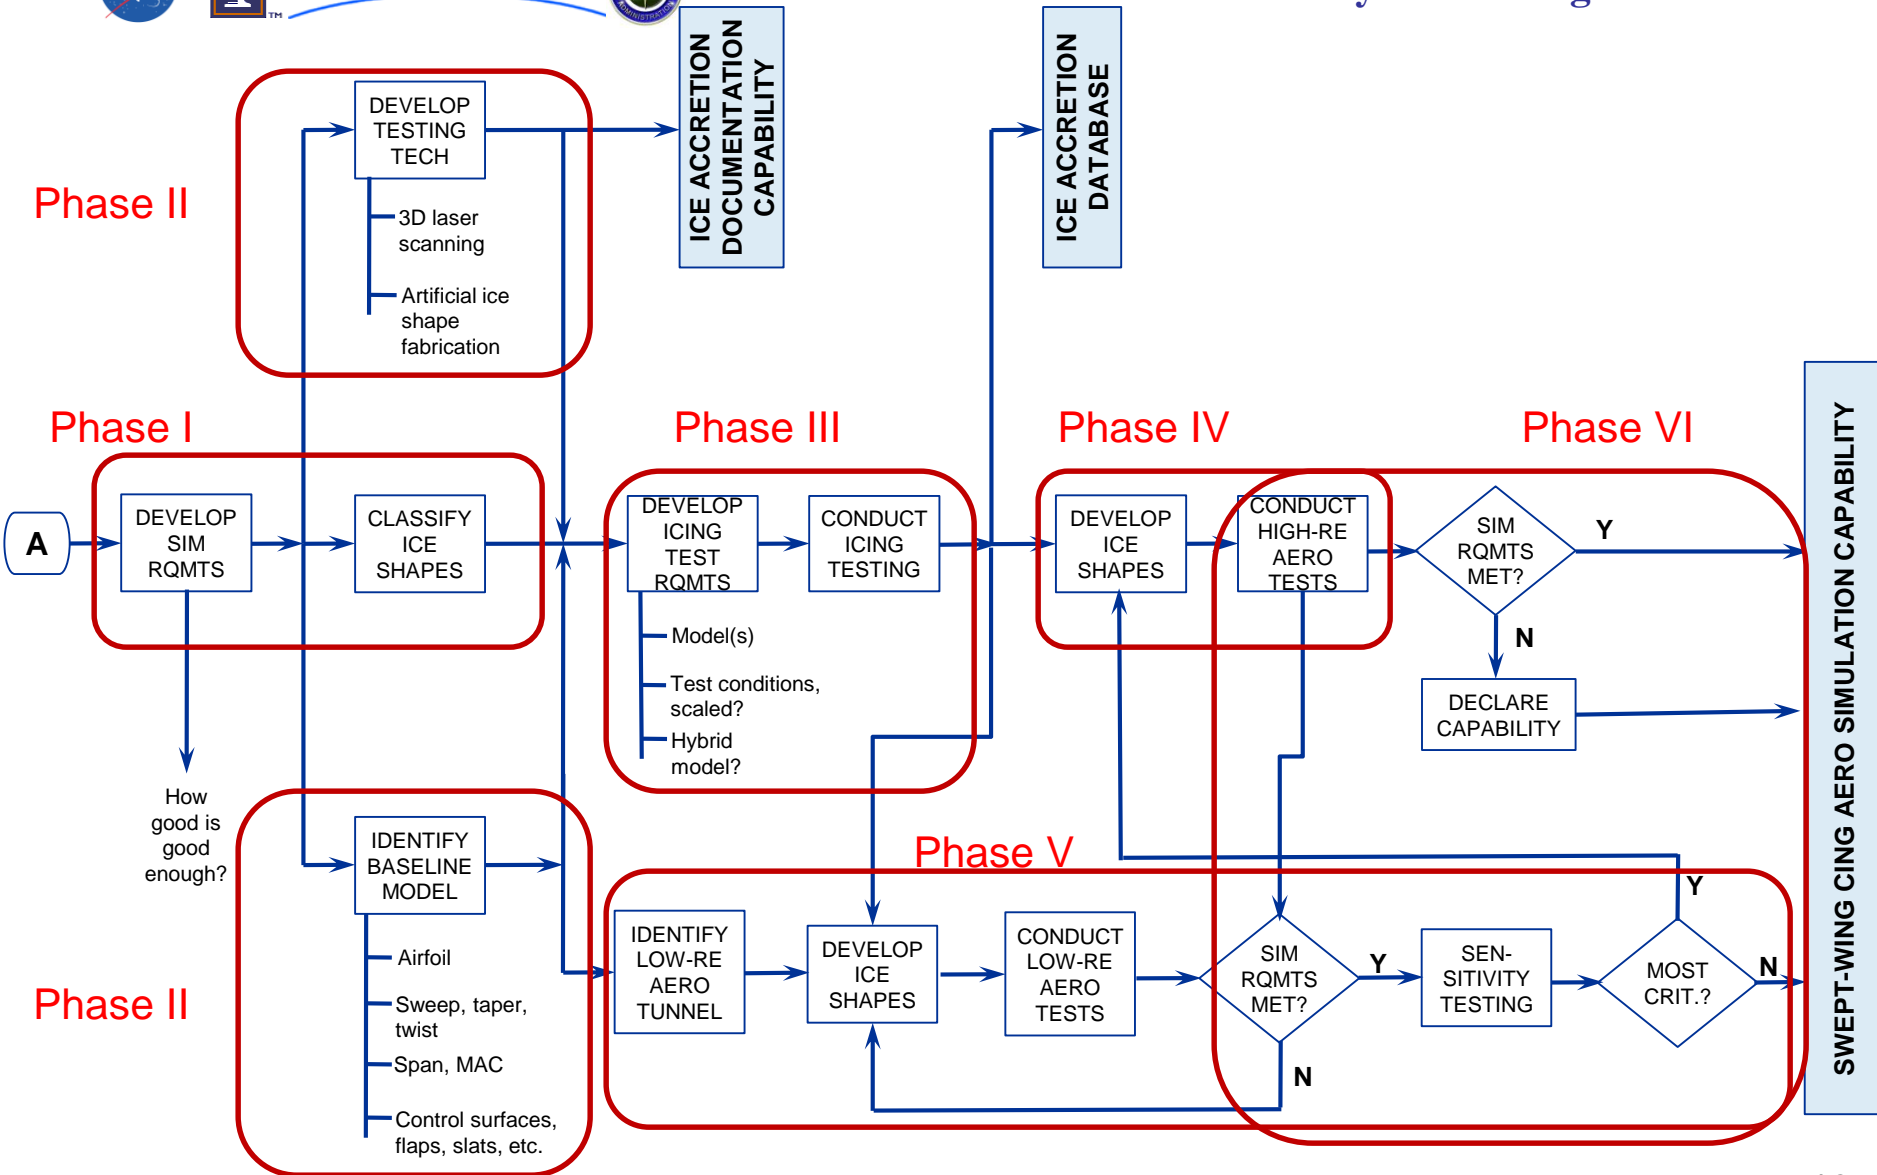 TM
ADMINISTRATION
ICE ACCRETION
DOCUMENTATION
CAPABILITY
ICE ACCRETION
DATABASE
DEVELOP
TESTING
TECH
3D laser
scanning
Artificial ice
shape
fabrication
Phase II
Phase I
Phase III
Phase IV
Phase VI
A
DEVELOP
SIM
RQMTS
CLASSIFY
ICE
SHAPES
DEVELOP
ICING
TEST
RQMTS
CONDUCT
ICING
TESTING
DEVELOP
ICE
SHAPES
CONDUCT
HIGH-RE
AERO
TESTS
SIM
RQMTS
MET?
Y
N
DECLARE
CAPABILITY
Model(s)
Test conditions,
scaled?
Hybrid
model?
How
good is
good
enough?
IDENTIFY
BASELINE
MODEL
Airfoil
Sweep, taper,
twist
Span, MAC
Control surfaces,
flaps, slats, etc.
Phase II
Phase V
IDENTIFY
LOW-RE
AERO
TUNNEL
DEVELOP
ICE
SHAPES
CONDUCT
LOW-RE
AERO
TESTS
SIM
RQMTS
MET?
Y
N
SEN-
SITIVITY
TESTING
MOST
CRIT.?
Y
N
SWEPT-WING CING AERO SIMULATION CAPABILITY